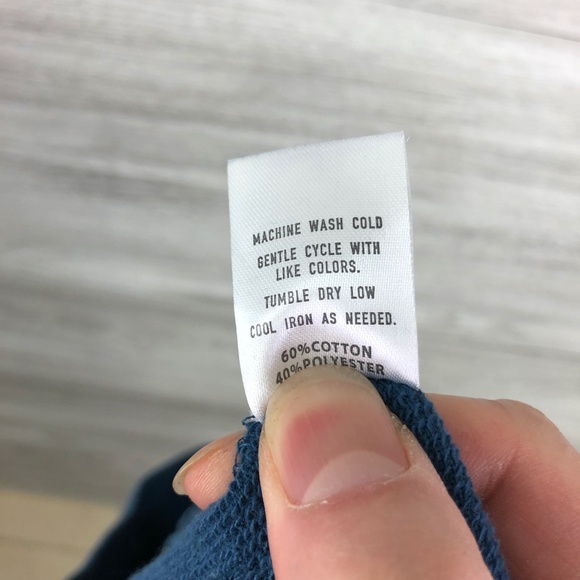 MACHINE WASH COLD
GENTLE CYCLE WITH
LIKE COLORS.
TUMBLE DRY LOW
COOL IRON AS NEEDED.
60%COTTON
40%POLYESTER